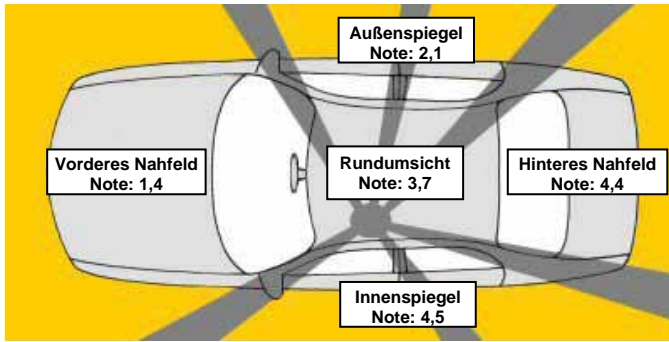 Außenspiegel
Note: 2,1
Vorderes Nahfeld
Note: 1,4
Rundumsicht
Note: 3,7
Hinteres Nahfeld
Note: 4,4
Innenspiegel
Note: 4,5